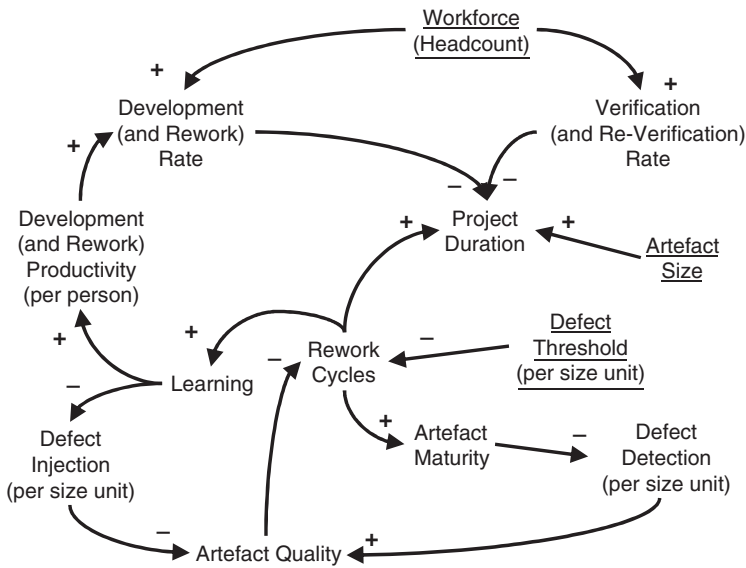 Workforce
(Headcount)
+
+
Development
(and Rework)
Rate
Verification
(and Re-Verification)
Rate
+
–
–
Development
(and Rework)
Productivity
(per person)
+
Project
Duration
+
Artefact
Size
+
+
–
Learning
–
Rework
Cycles
–
Defect
Threshold
(per size unit)
Defect
Injection
(per size unit)
+
Artefact
Maturity
–
Defect
Detection
(per size unit)
–
Artefact Quality
+